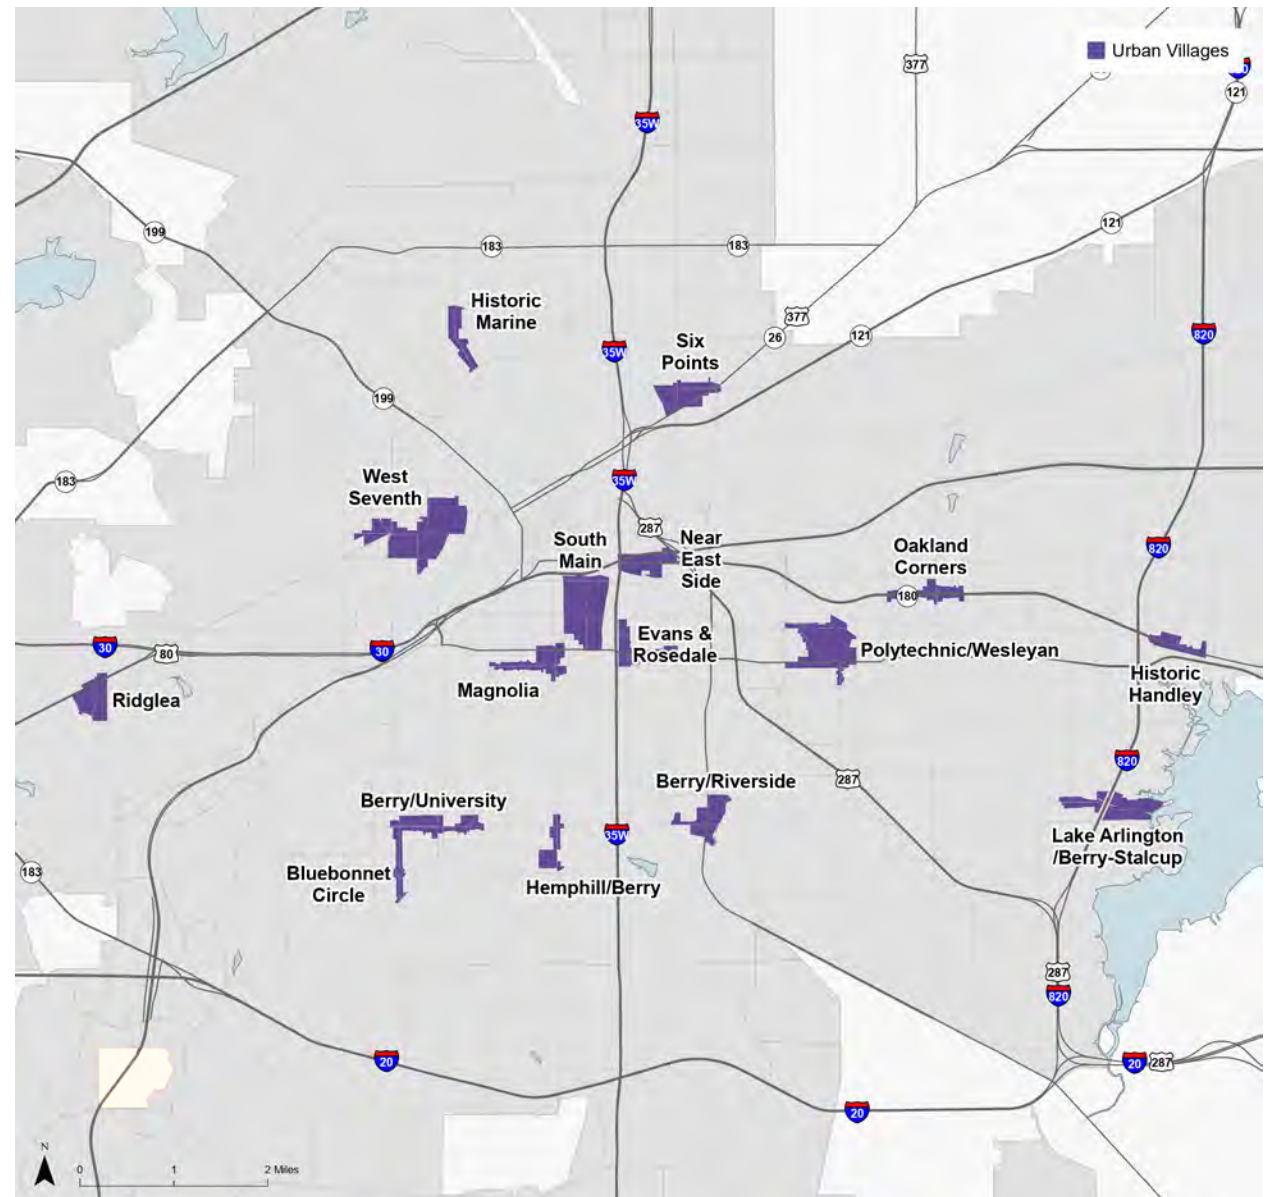 Urban Villages
377
121
35W
199
183
183
121
Historic
Marine
377
26
121
820
35W
Six
Points
199
183
West
Seventh
35W
287
South
Main
Near
East
Side
Oakland
Corners
820
180
30
80
30
Evans &
Rosedale
Polytechnic/Wesleyan
Historic
Handley
Magnolia
Ridglea
820
Berry/Riverside
287
Berry/University
35W
Lake Arlington
/Berry-Stalcup
183
Bluebonnet
Circle
Hemphill/Berry
287
820
20
20
287
20
N
0
1
2 Miles